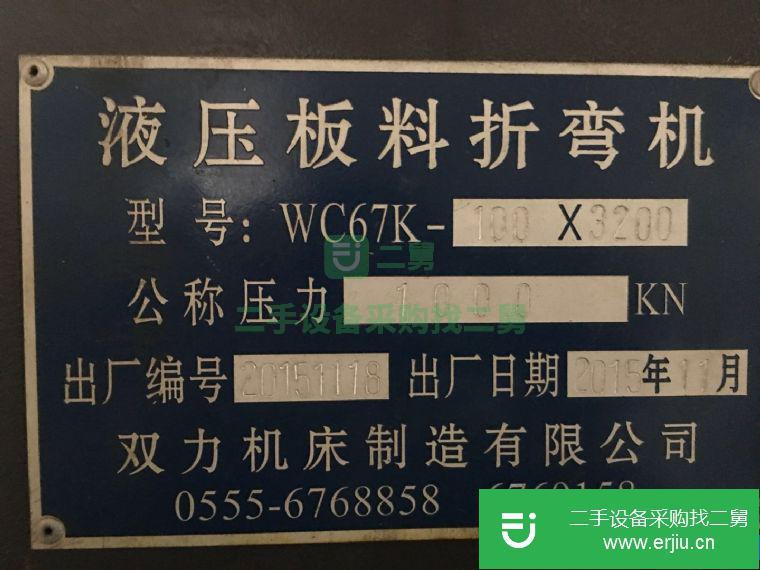 液压板料折弯机
型号: WC67K-100 X3200
二舅
公称压力 1000 KN
二手设备采购找二舅
出厂编号 20151118 出厂日期 2015年11月
双力机床制造有限公司
0555-6768858
二手设备采购找二舅
www.erjiu.cn